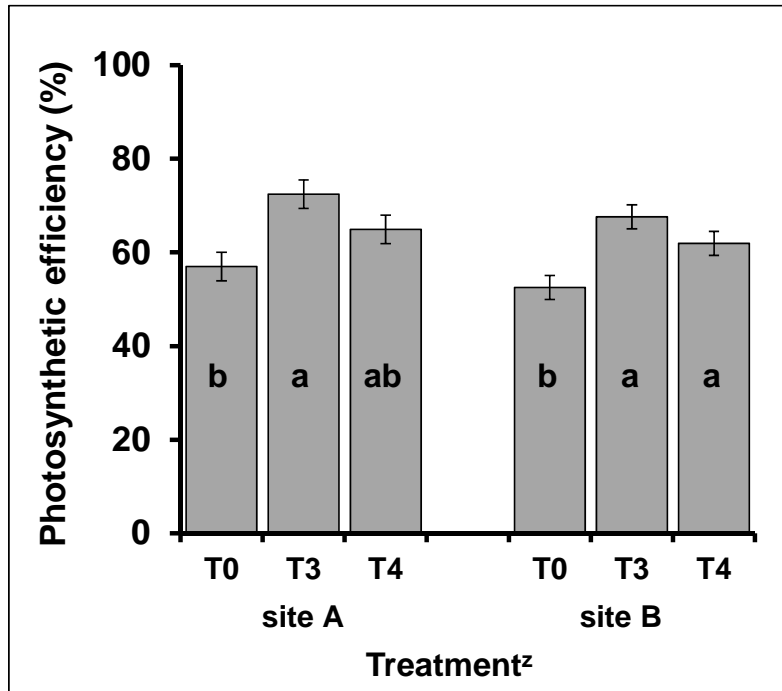 Photosynthetic efficiency (%)
100
80
60
40
20
0
b a ab b a a
T0 T3 T4 T0 T3 T4
site A site B
Treatmentᶻ